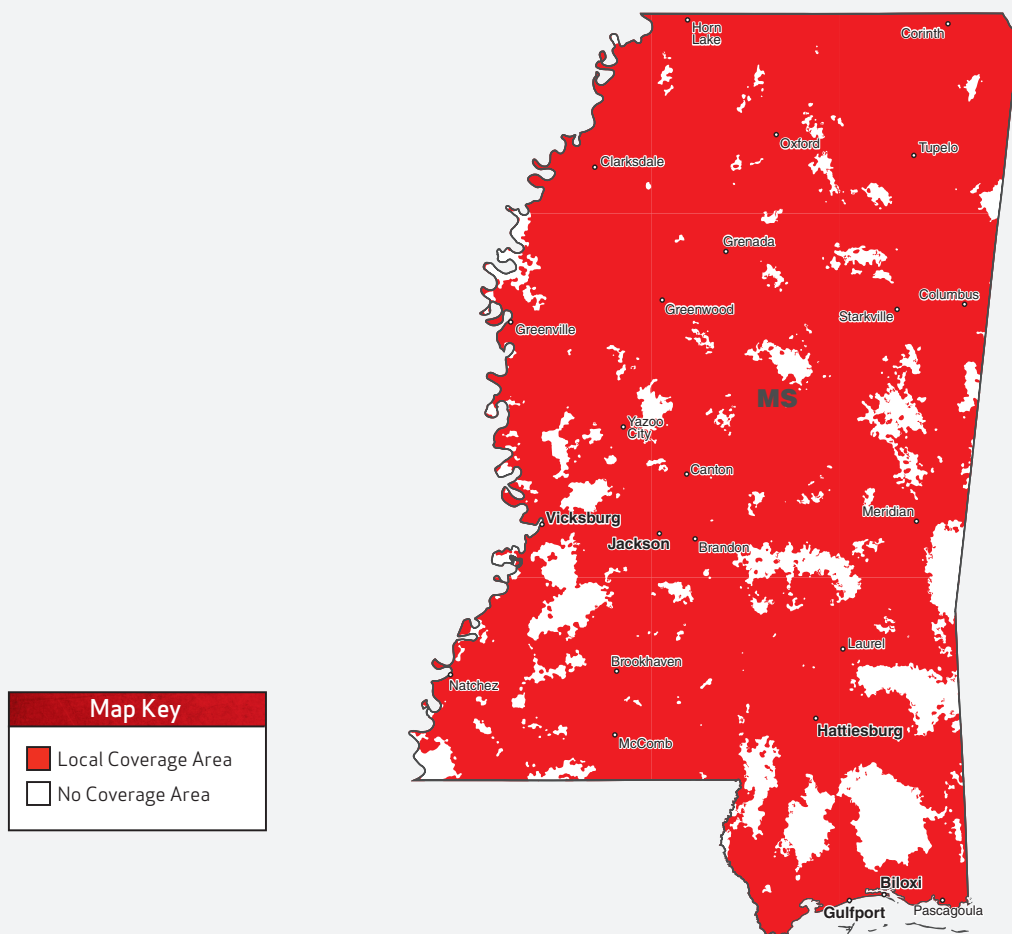 Horn
Lake
Corinth
Oxford
Tupelo
Clarksdale
Grenada
Columbus
Greenwood
Starkville
Greenville
MS
Yazoo
City
Canton
Meridian
Vicksburg
Jackson
Brandon
Laurel
Brookhaven
Natchez
Hattiesburg
McComb
Biloxi
Gulfport
Pascagoula
Map Key
Local Coverage Area
No Coverage Area